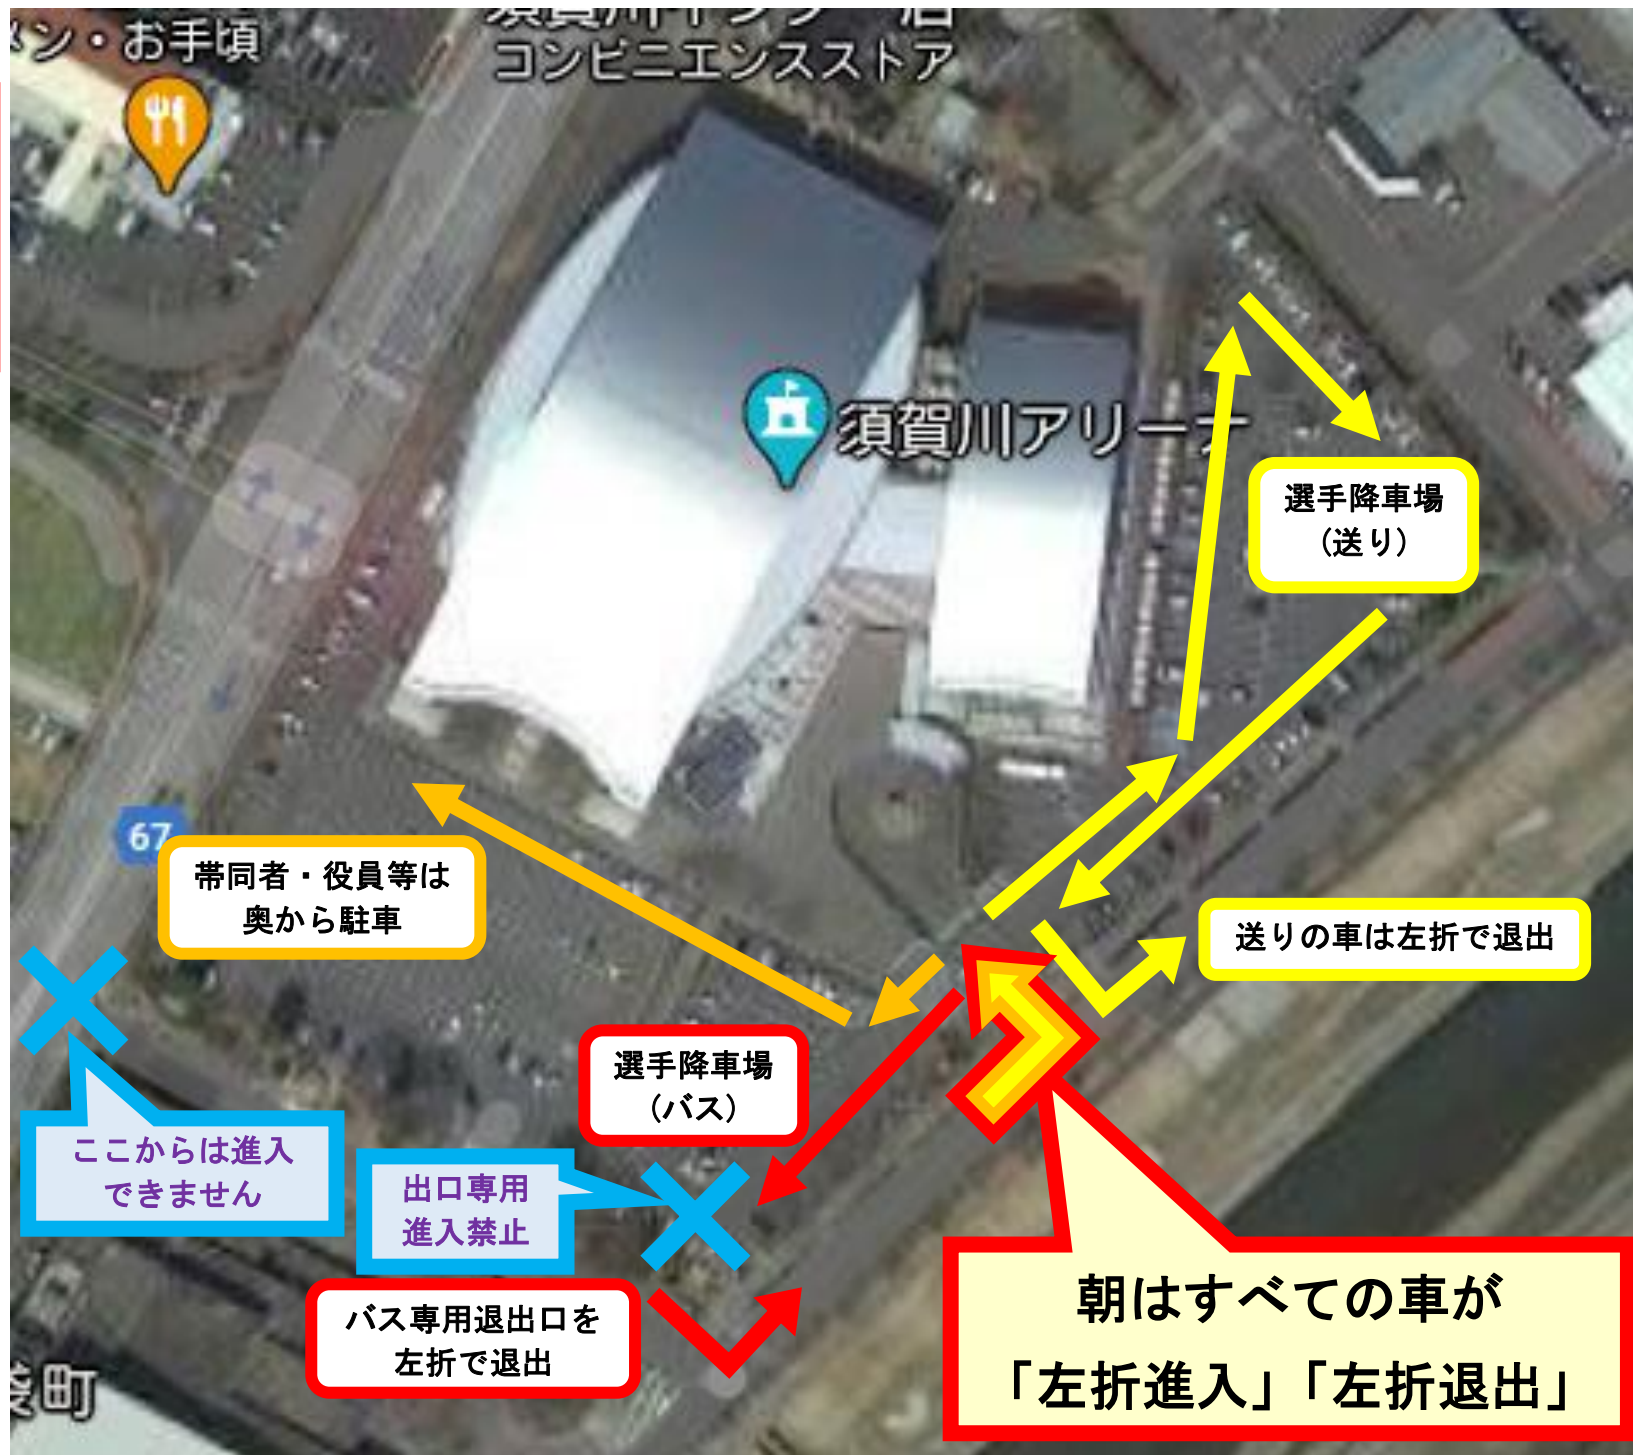 メン・お手頃
コンビニエンスストア
須賀川アリーナ
選手降車場
(送り)
67
帯同者・役員等は
奥から駐車
送りの車は左折で退出
選手降車場
(バス)
ここからは進入
できません
出口専用
進入禁止
バス専用退出口を
左折で退出
朝はすべての車が
「左折進入」「左折退出」
町